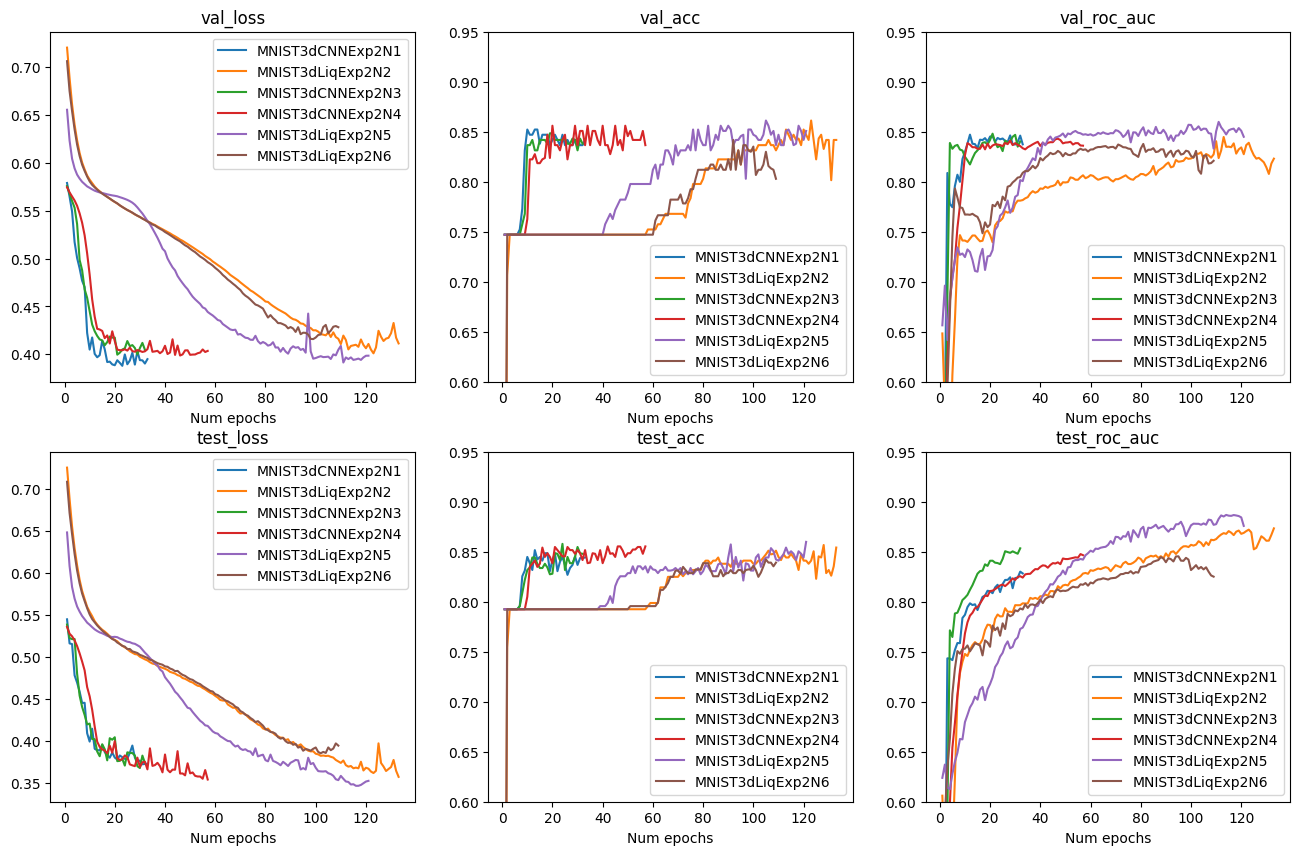 val_loss
0.70
0.65
0.60
0.55
0.50
0.45
0.40
0 20 40 60 80 100 120
Num epochs
MNIST3dCNNExp2N1
MNIST3dLiqExp2N2
MNIST3dCNNExp2N3
MNIST3dCNNExp2N4
MNIST3dLiqExp2N5
MNIST3dLiqExp2N6
val_acc
0.95
0.90
0.85
0.80
0.75
0.70
0.65
0.60
0 20 40 60 80 100 120
Num epochs
MNIST3dCNNExp2N1
MNIST3dLiqExp2N2
MNIST3dCNNExp2N3
MNIST3dCNNExp2N4
MNIST3dLiqExp2N5
MNIST3dLiqExp2N6
val_roc_auc
0.95
0.90
0.85
0.80
0.75
0.70
0.65
0.60
0 20 40 60 80 100 120
Num epochs
MNIST3dCNNExp2N1
MNIST3dLiqExp2N2
MNIST3dCNNExp2N3
MNIST3dCNNExp2N4
MNIST3dLiqExp2N5
MNIST3dLiqExp2N6
test_loss
0.70
0.65
0.60
0.55
0.50
0.45
0.40
0.35
0 20 40 60 80 100 120
Num epochs
MNIST3dCNNExp2N1
MNIST3dLiqExp2N2
MNIST3dCNNExp2N3
MNIST3dCNNExp2N4
MNIST3dLiqExp2N5
MNIST3dLiqExp2N6
test_acc
0.95
0.90
0.85
0.80
0.75
0.70
0.65
0.60
0 20 40 60 80 100 120
Num epochs
MNIST3dCNNExp2N1
MNIST3dLiqExp2N2
MNIST3dCNNExp2N3
MNIST3dCNNExp2N4
MNIST3dLiqExp2N5
MNIST3dLiqExp2N6
test_roc_auc
0.95
0.90
0.85
0.80
0.75
0.70
0.65
0.60
0 20 40 60 80 100 120
Num epochs
MNIST3dCNNExp2N1
MNIST3dLiqExp2N2
MNIST3dCNNExp2N3
MNIST3dCNNExp2N4
MNIST3dLiqExp2N5
MNIST3dLiqExp2N6